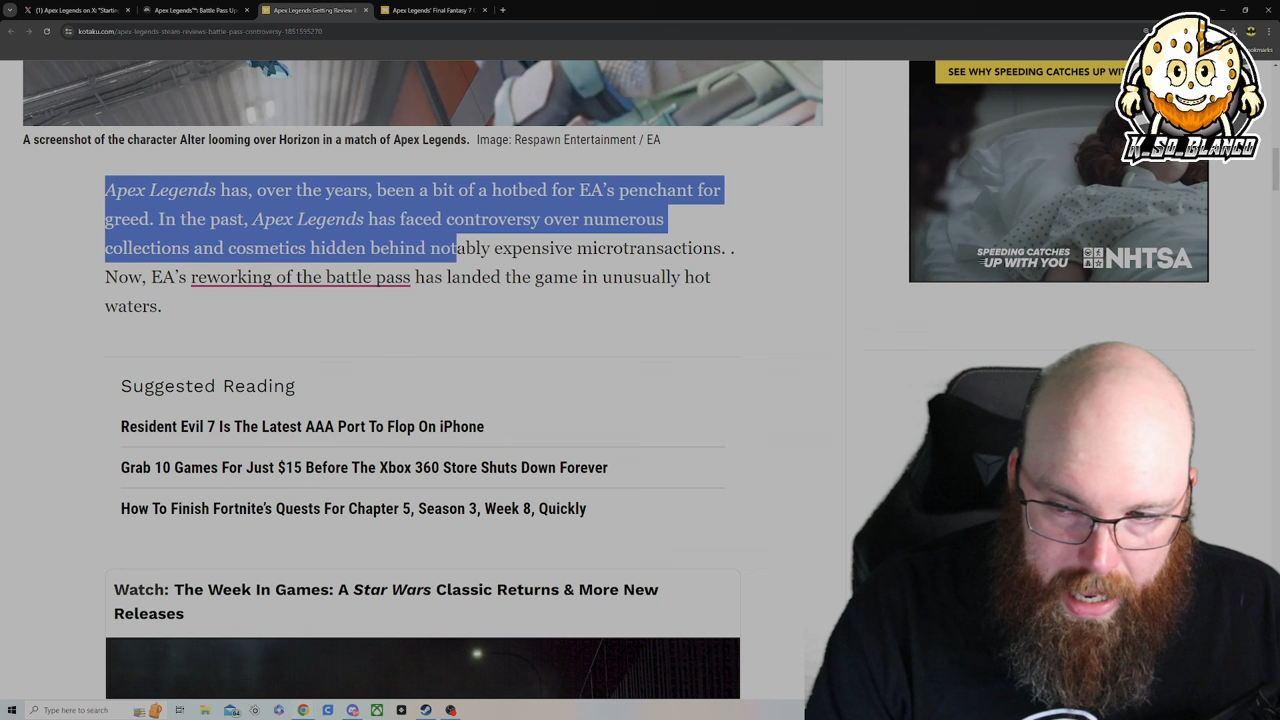 (1) Apex Legends on X: "Startin
Apex Legends™: Battle Pass Up
Apex Legends Getting Review B
Apex Legends' Final Fantasy 7 C
kotaku.com/apex-legends-steam-reviews-battle-pass-controversy-1851595270
SEE WHY SPEEDING CATCHES UP WIT
K_So_Blanco
A screenshot of the character Alter looming over Horizon in a match of Apex Legends. Image: Respawn Entertainment / EA
Apex Legends has, over the years, been a bit of a hotbed for EA's penchant for
greed. In the past, Apex Legends has faced controversy over numerous
collections and cosmetics hidden behind notably expensive microtransactions. .
Now, EA's reworking of the battle pass has landed the game in unusually hot
waters.
SPEEDING CATCHES
UP WITH YOU
NHTSA
Suggested Reading
Resident Evil 7 Is The Latest AAA Port To Flop On iPhone
Grab 10 Games For Just $15 Before The Xbox 360 Store Shuts Down Forever
How To Finish Fortnite's Quests For Chapter 5, Season 3, Week 8, Quickly
Watch: The Week In Games: A Star Wars Classic Returns & More New
Releases
Type here to search